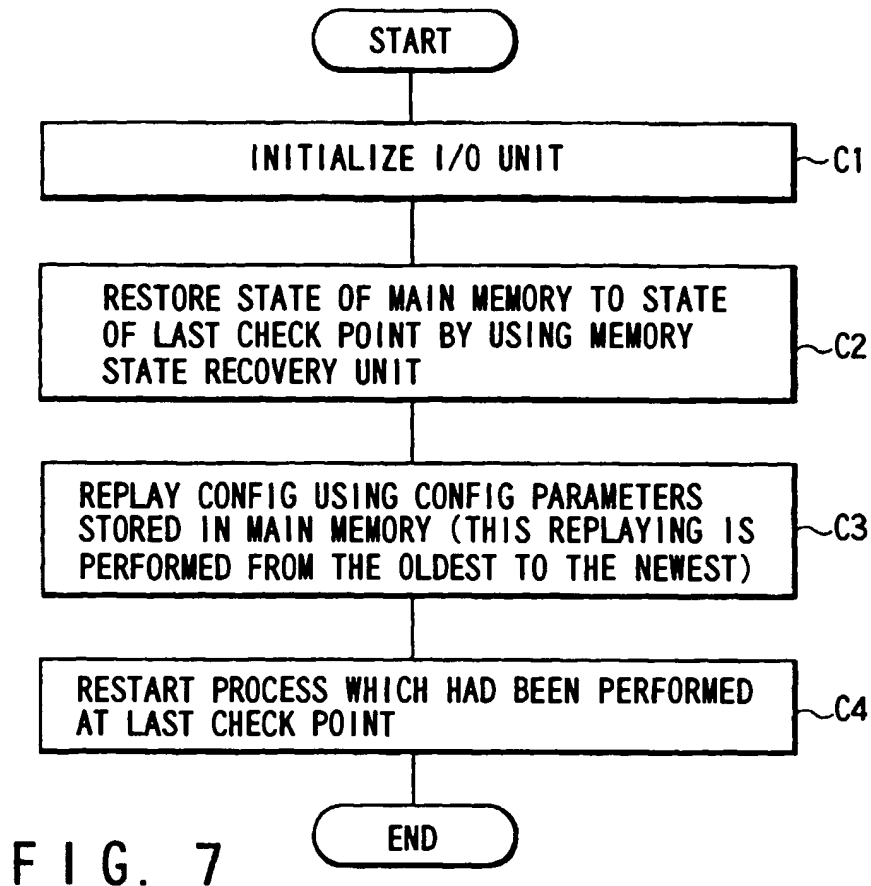 START
INITIALIZE I/O UNIT
C1
RESTORE STATE OF MAIN MEMORY TO STATE
OF LAST CHECK POINT BY USING MEMORY
STATE RECOVERY UNIT
C2
REPLAY CONFIG USING CONFIG PARAMETERS
STORED IN MAIN MEMORY (THIS REPLAYING IS
PERFORMED FROM THE OLDEST TO THE NEWEST)
C3
RESTART PROCESS WHICH HAD BEEN PERFORMED
AT LAST CHECK POINT
C4
END
FIG. 7